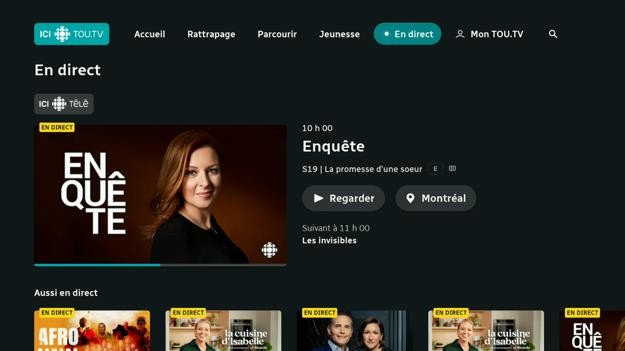 ICI TOU.TV
Accueil
Rattrapage
Parcourir
Jeunesse
En direct
Mon TOU.TV
En direct
ICI TÉLÉ
EN DIRECT
EN
QUÊ
TE
10 h 00
Enquête
S19 | La promesse d'une soeur E
Regarder
Montréal
Suivant à 11 h 00
Les invisibles
Aussi en direct
EN DIRECT
AFRO
EN DIRECT
la cuisine
d'Isabelle
EN DIRECT
EN DIRECT
la cuisine
d'Isabelle
EN DIRECT
EN